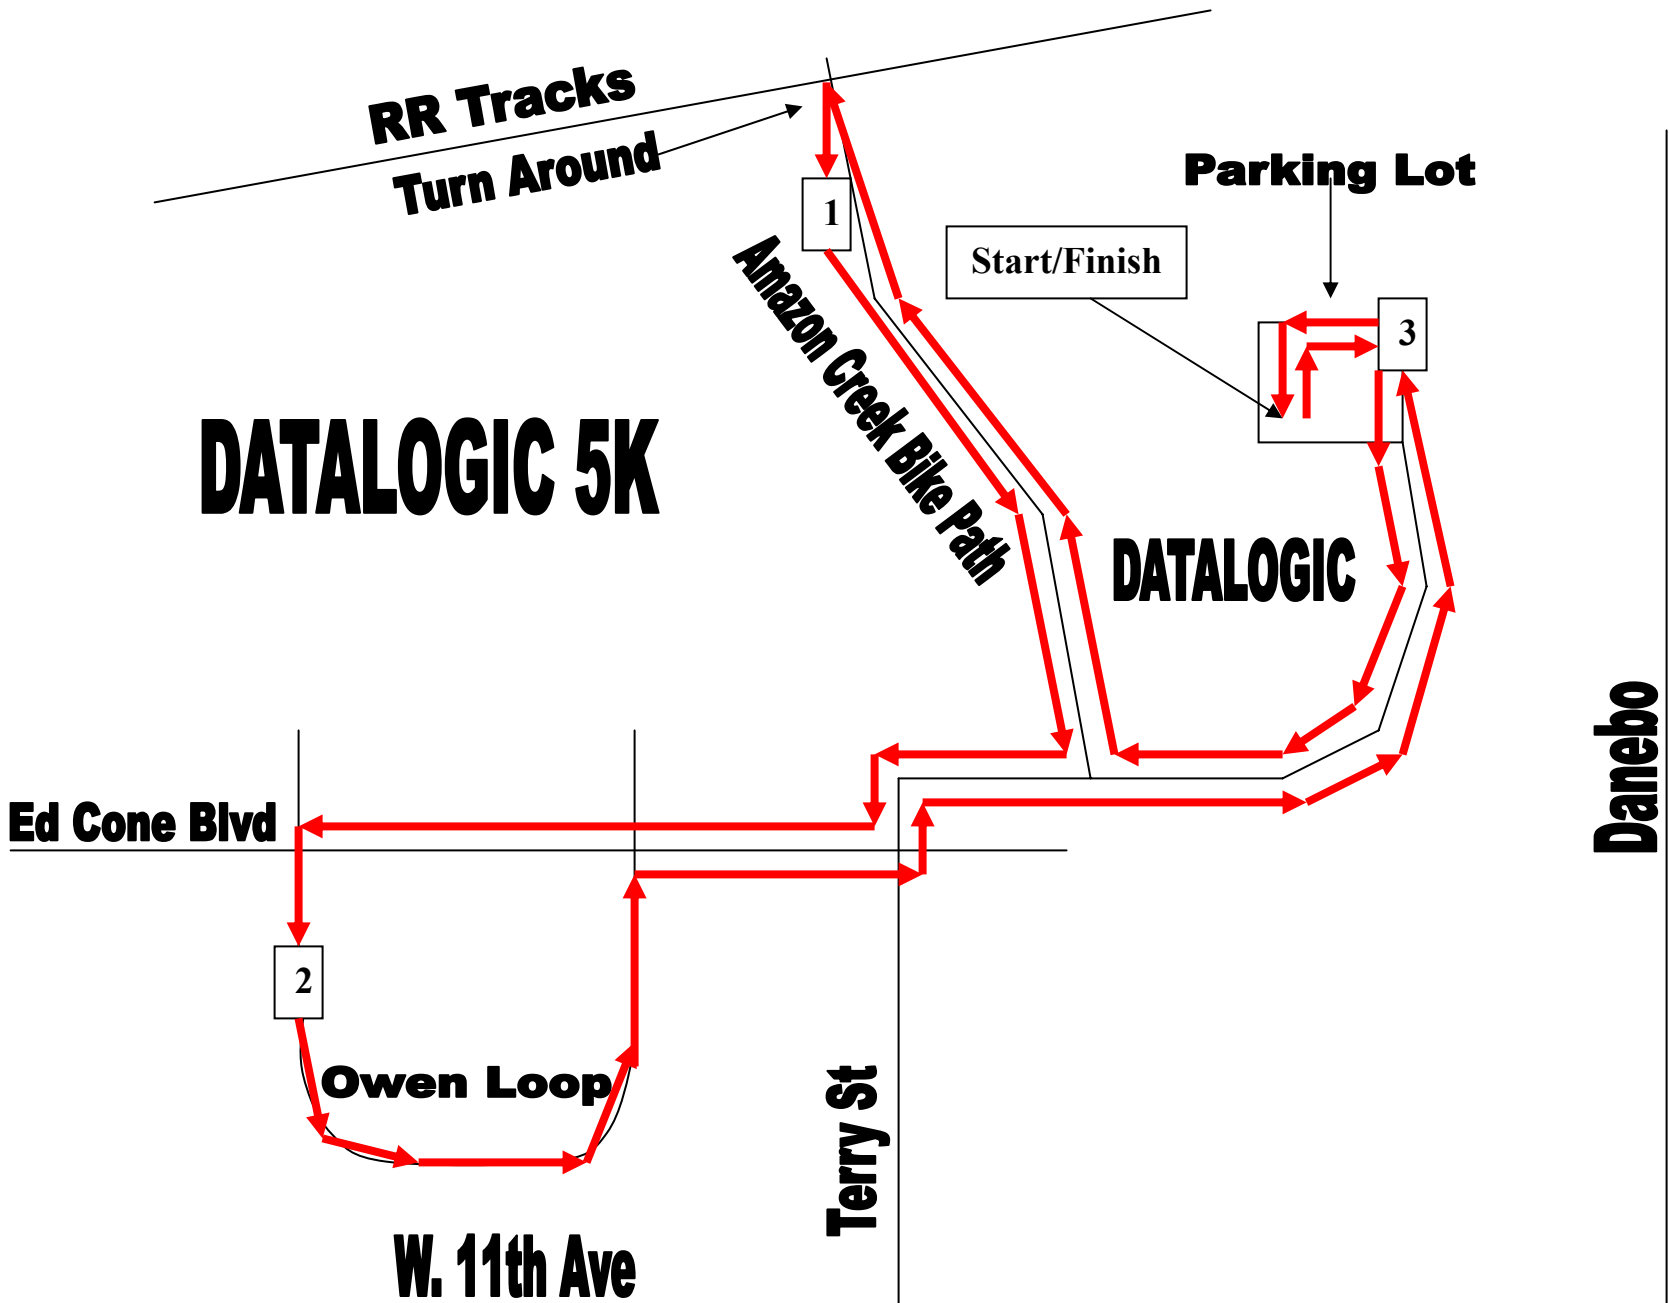 RR Tracks
Turn Around
Parking Lot
1
Start/Finish
3
Amazon Creek Bike Path
DATALOGIC 5K
DATALOGIC
Danebo
Ed Cone Blvd
2
Owen Loop
Terry St
W. 11th Ave